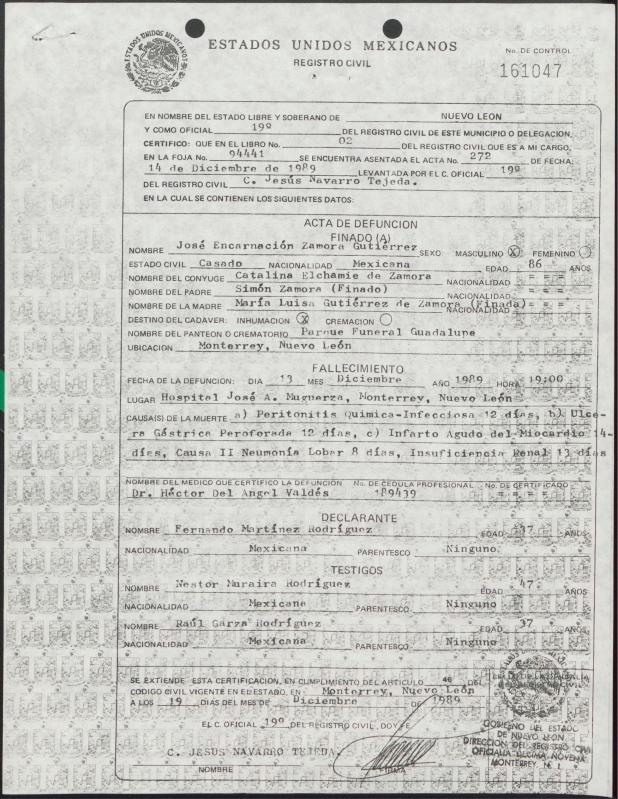 ESTADOS UNIDOS MEXICANOS
REGISTRO CIVIL
No. DE CONTROL
161047
EN NOMBRE DEL ESTADO LIBRE Y SOBERANO DE NUEVO LEON
Y COMO OFICIAL 19º DEL REGISTRO CIVIL DE ESTE MUNICIPIO O DELEGACION,
CERTIFICO: QUE EN EL LIBRO No. 02 DEL REGISTRO CIVIL QUE ES A MI CARGO,
EN LA FOJA No. 94441 SE ENCUENTRA ASENTADA EL ACTA No. 272 DE FECHA:
14 de Diciembre de 1989 LEVANTADA POR EL C. OFICIAL 19º
DEL REGISTRO CIVIL C. Jesús Navarro Tejeda.
EN LA CUAL SE CONTIENEN LOS SIGUIENTES DATOS:
ACTA DE DEFUNCION
FINADO (A)
NOMBRE José Encarnación Zamora Gutiérrez SEXO MASCULINO X FEMENINO
ESTADO CIVIL Casado NACIONALIDAD Mexicana EDAD 86 AÑOS
NOMBRE DEL CONYUGE Catalina Elchamie de Zamora NACIONALIDAD = = = =
NOMBRE DEL PADRE Simón Zamora (Finado) NACIONALIDAD = = =
NOMBRE DE LA MADRE María Luisa Gutiérrez de Zamora (Finada) NACIONALIDAD = = =
DESTINO DEL CADAVER: INHUMACION X CREMACION
NOMBRE DEL PANTEON O CREMATORIO Parque Funeral Guadalupe
UBICACION Monterrey, Nuevo León
FALLECIMIENTO
FECHA DE LA DEFUNCION: DIA 13 MES Diciembre AÑO 1989 HORA 19:00
LUGAR Hospital José A. Muguerza, Monterrey, Nuevo León
CAUSA(S) DE LA MUERTE a) Peritonitis Quimica-Infecciosa 12 días, b) Ulce-
ra Gástrica Peroforada 12 días, c) Infarto Agudo del Miocardio 14-
días, Causa II Neumonía Lobar 8 días, Insuficiencia Renal 13 días
NOMBRE DEL MEDICO QUE CERTIFICO LA DEFUNCION No. DE CEDULA PROFESIONAL No. DE CERTIFICADO
Dr. Héctor Del Angel Valdés 189439 = = = =
DECLARANTE
NOMBRE Fernando Martínez Rodríguez EDAD 37 AÑOS
NACIONALIDAD Mexicana PARENTESCO Ninguno.
TESTIGOS
NOMBRE Nestor Muraira Rodríguez EDAD 47 AÑOS
NACIONALIDAD Mexicana PARENTESCO Ninguno
NOMBRE Raúl Garza Rodríguez EDAD 37 AÑOS
NACIONALIDAD Mexicana PARENTESCO Ninguno
SE EXTIENDE ESTA CERTIFICACION, EN CUMPLIMIENTO DEL ARTICULO 46 DEL
CODIGO CIVIL VIGENTE EN EL ESTADO, EN Monterrey, Nuevo León
A LOS 19 DIAS DEL MES DE Diciembre DE 1989
EL C. OFICIAL 19º DEL REGISTRO CIVIL, DOY FE
C. JESUS NAVARRO TEJEDA.
NOMBRE FIRMA
GOBIERNO DEL ESTADO
DE NUEVO LEON
DIRECCION DEL REGISTRO CIVIL
OFICIALIA DECIMA NOVENA
MONTERREY, N. L.